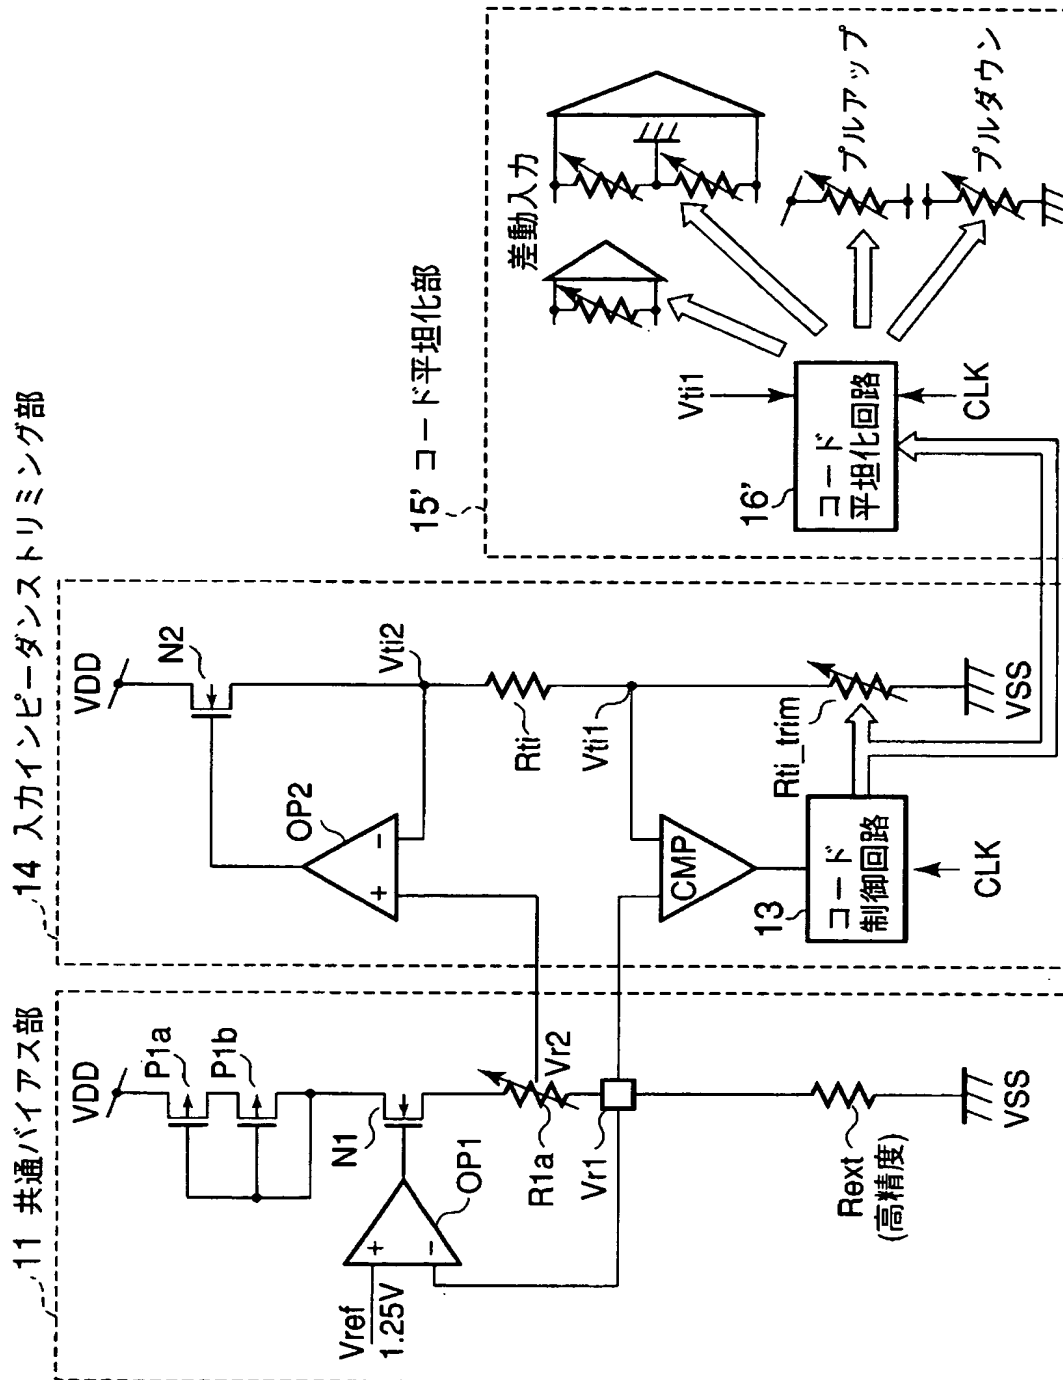 11 共通バイアス部
VDD
P1a
P1b
N1
OP1
+
−
Vref
1.25V
R1a
Vr2
Vr1
Rext
(高精度)
VSS
14 入力インピーダンストリミング部
VDD
N2
OP2
+
−
Vti2
Rti
Vti1
CMP
Rti_trim
13
コード
制御回路
CLK
VSS
15' コード平坦化部
差動入力
プルアップ
プルダウン
Vti1
16'
コード
平坦化回路
CLK